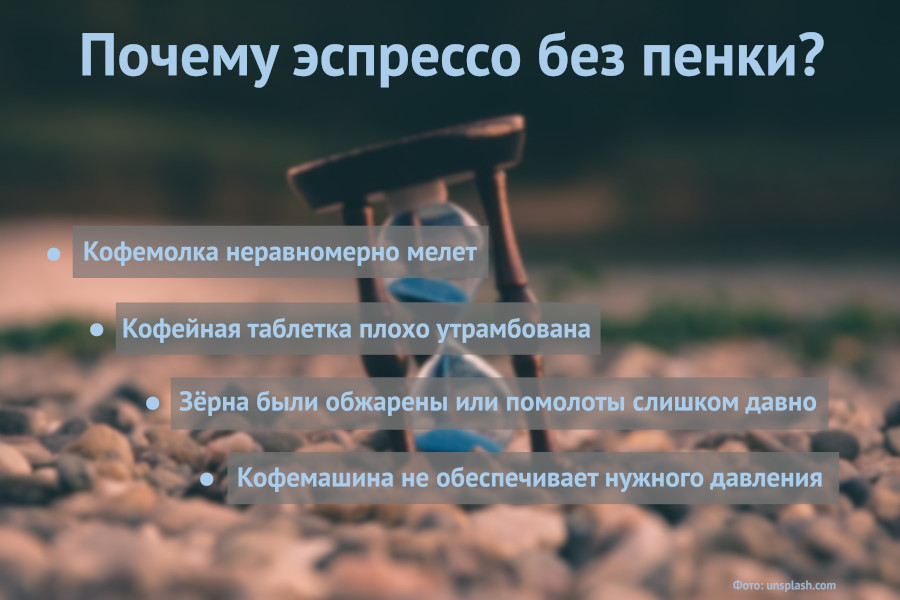 Почему эспрессо без пенки?
Кофемолка неравномерно мелет
Кофейная таблетка плохо утрамбована
Зёрна были обжарены или помолоты слишком давно
Кофемашина не обеспечивает нужного давления
Фото: unsplash.com